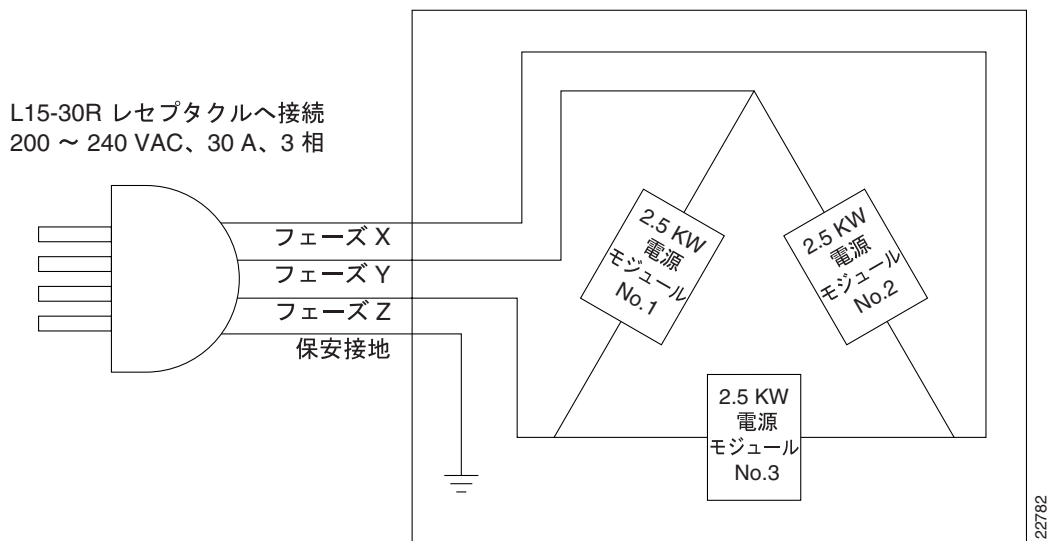 L15-30R レセプタクルへ接続
200 ～ 240 VAC、30 A、3 相
フェーズ X
フェーズ Y
フェーズ Z
保安接地
2.5 KW
電源
モジュール
No.1
2.5 KW
電源
モジュール
No.2
2.5 KW
電源
モジュール
No.3
22782